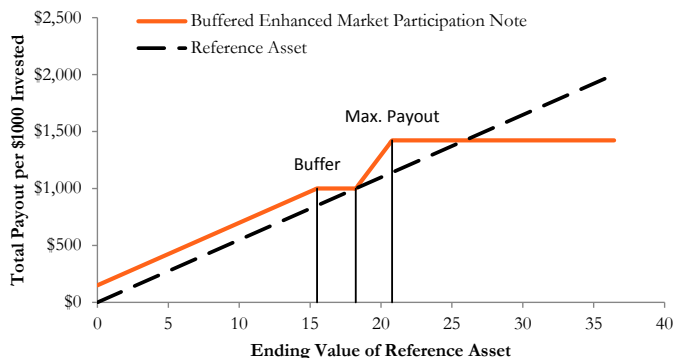 Total Payout per $1000 Invested
$2,500
$2,000
$1,500
$1,000
$500
$0
Buffered Enhanced Market Participation Note
Reference Asset
Max. Payout
Buffer
0 5 10 15 20 25 30 35 40
Ending Value of Reference Asset